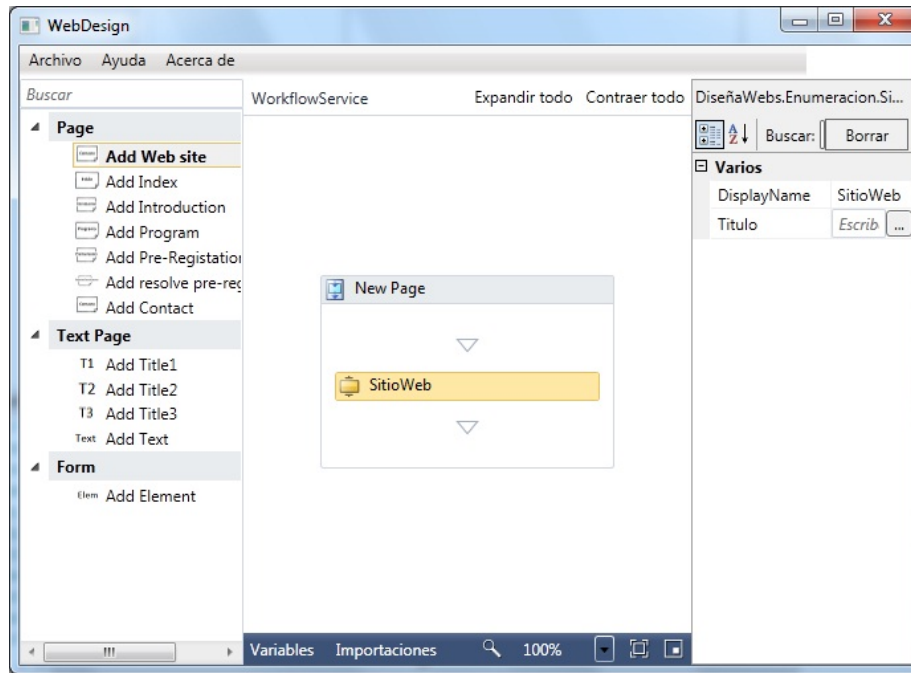 WebDesign
Archivo Ayuda Acerca de
Buscar
Page
Add Web site
Add Index
Add Introduction
Add Program
Add Pre-Registatio
Add resolve pre-reg
Add Contact
Text Page
T1 Add Title1
T2 Add Title2
T3 Add Title3
Text Add Text
Form
Elem Add Element
WorkflowService Expandir todo Contraer todo
New Page
SitioWeb
Variables Importaciones 100%
DiseñaWebs.Enumeracion.Si...
A Z Buscar: Borrar
Varios
DisplayName SitioWeb
Titulo Escrib ...